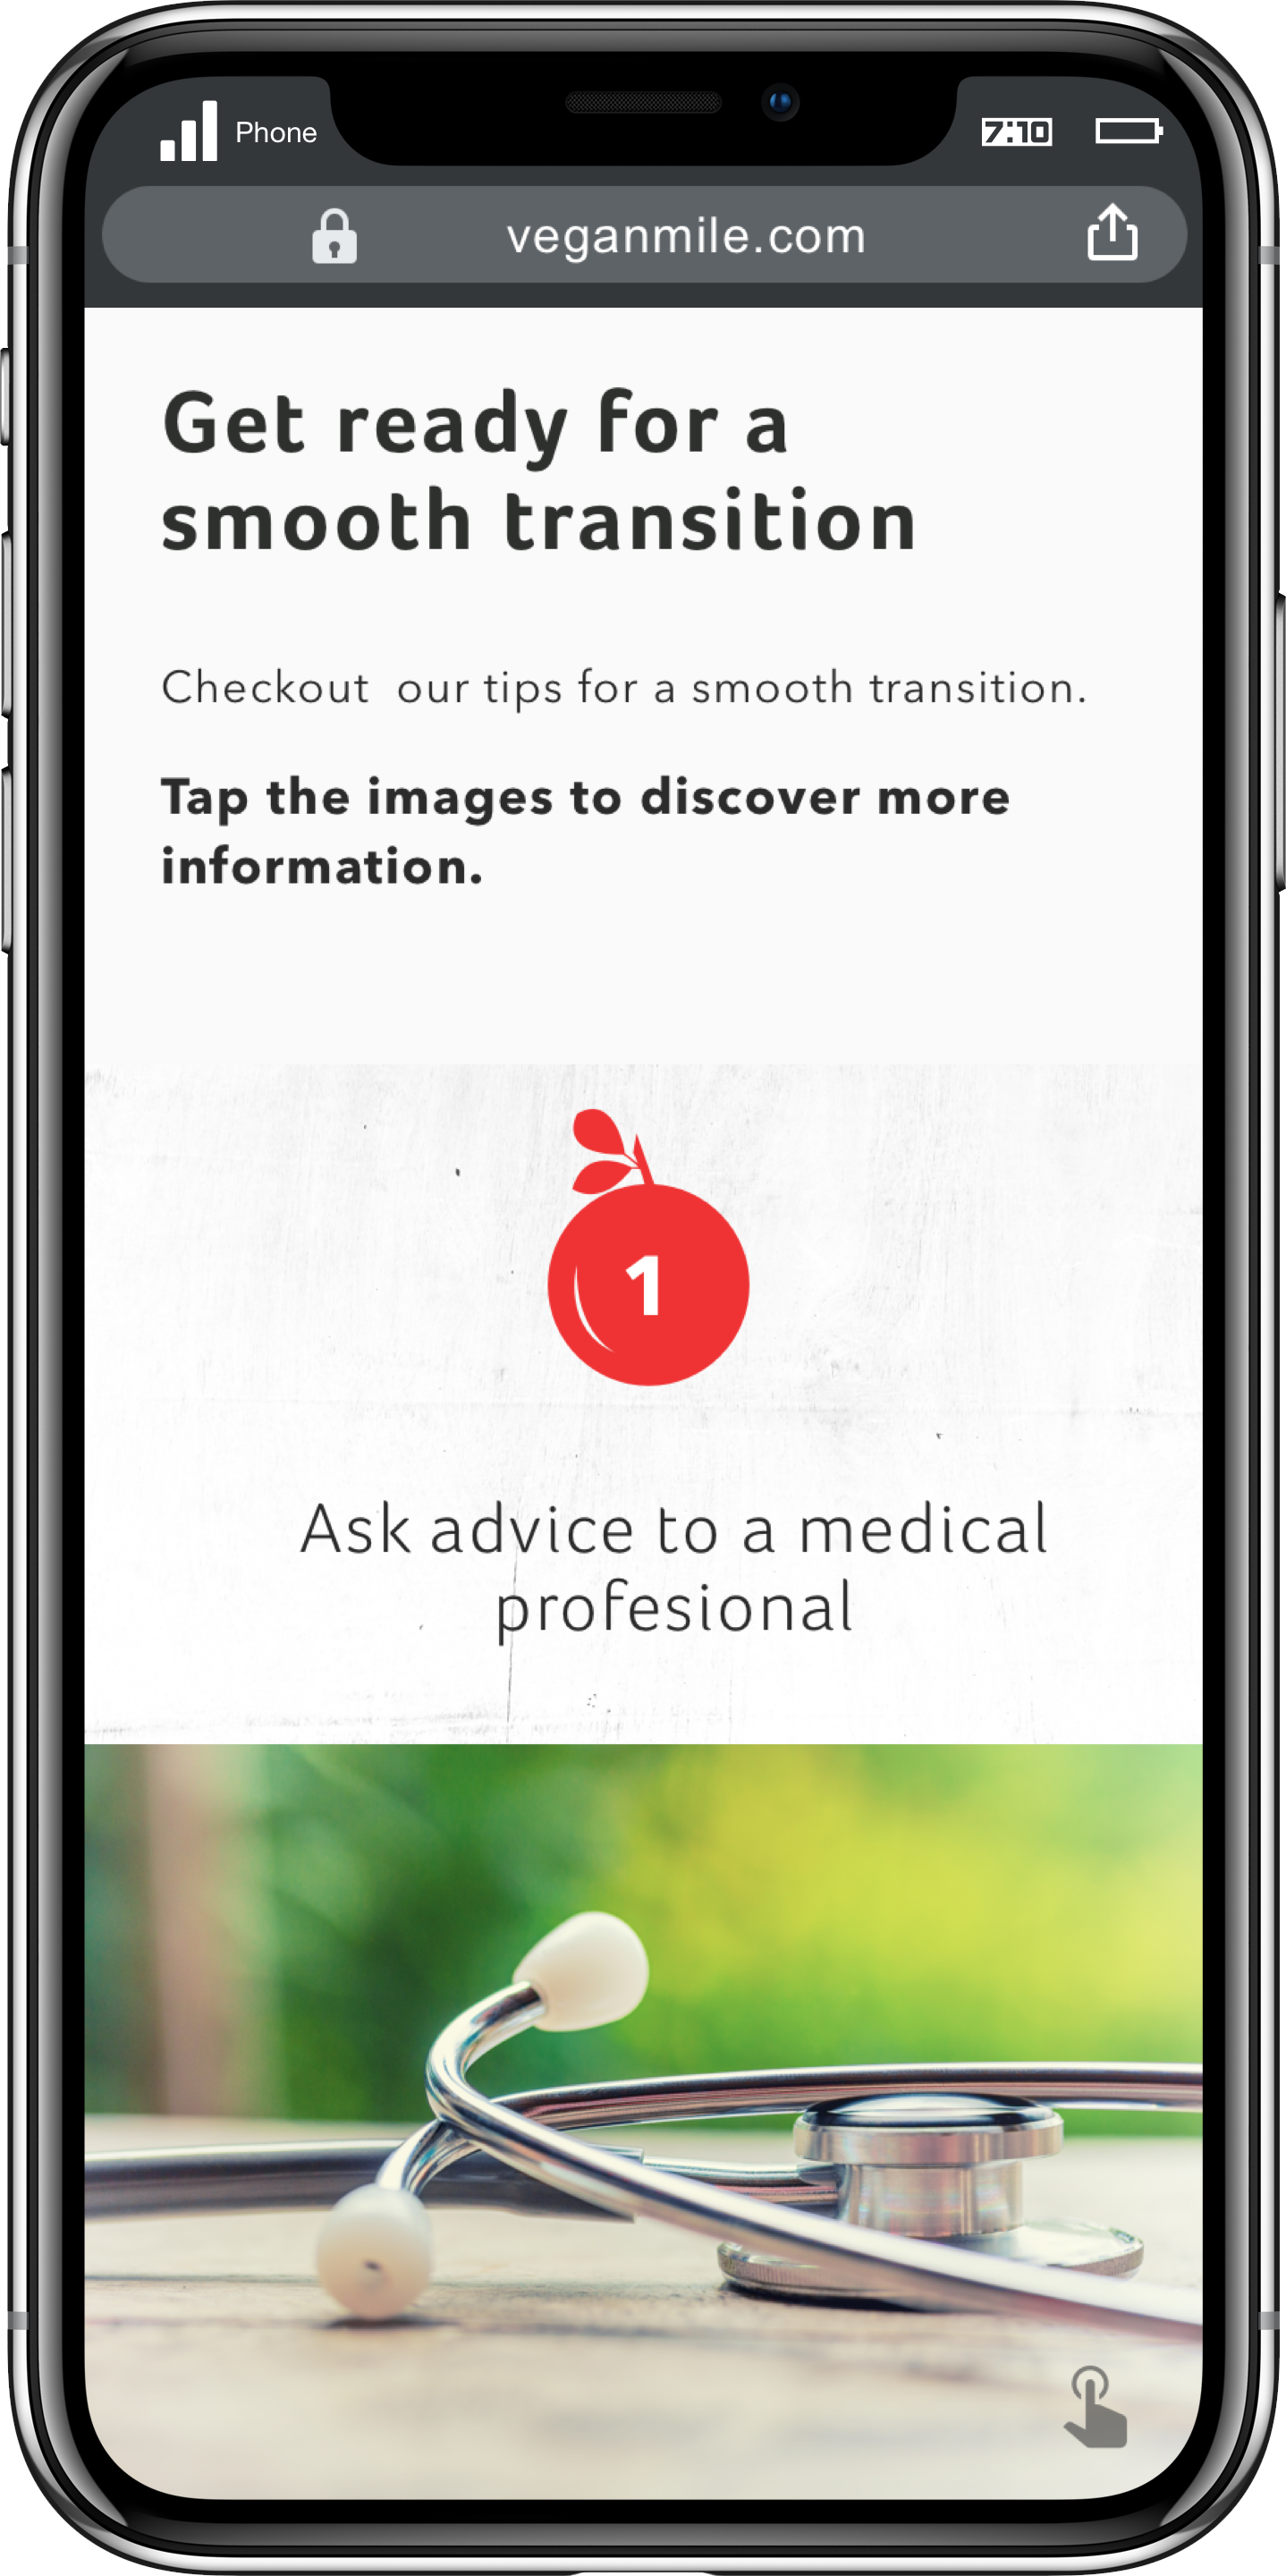 Phone
7:10
veganmile.com
Get ready for a
smooth transition
Checkout  our tips for a smooth transition.
Tap the images to discover more
information.
1
Ask advice to a medical
profesional